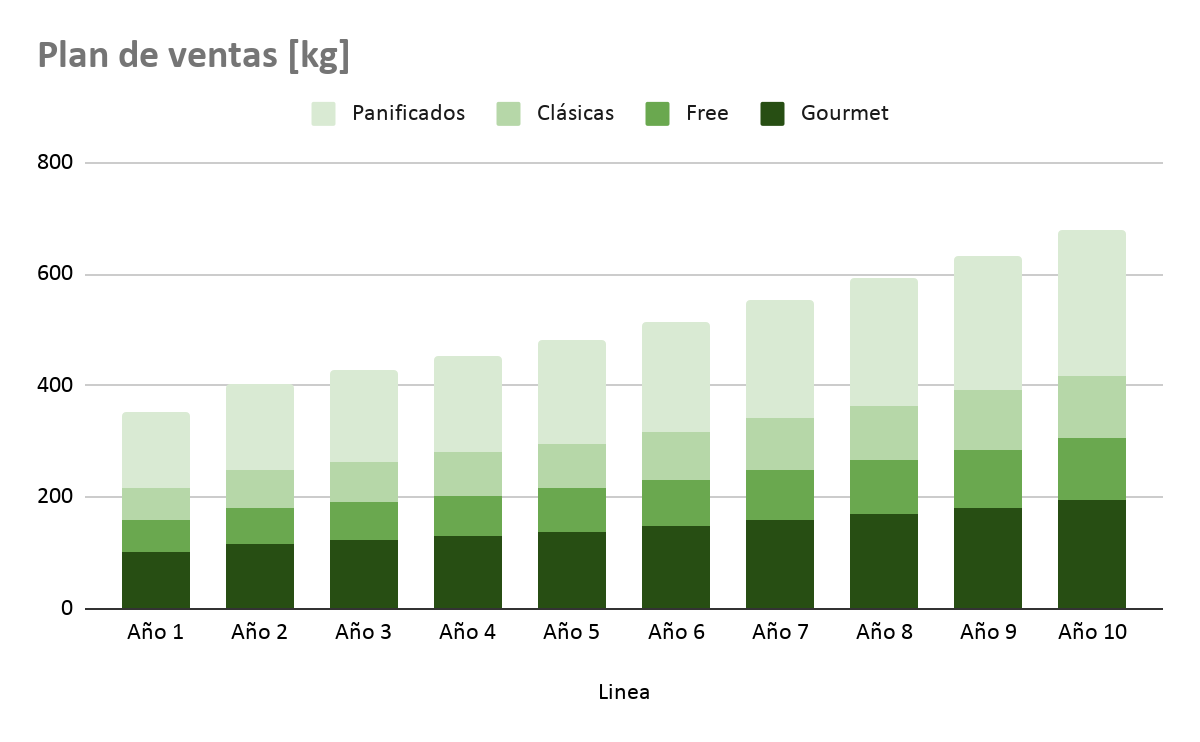 Plan de ventas [kg]
Panificados Clásicas Free Gourmet
800
600
400
200
0
Año 1 Año 2 Año 3 Año 4 Año 5 Año 6 Año 7 Año 8 Año 9 Año 10
Linea